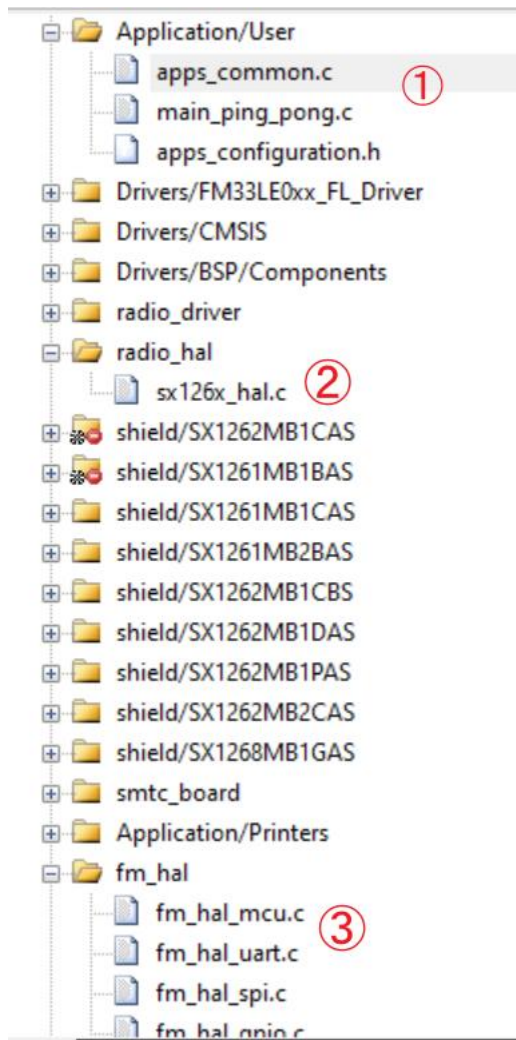 Application/User
apps_common.c
①
main_ping_pong.c
apps_configuration.h
Drivers/FM33LE0xx_FL_Driver
Drivers/CMSIS
Drivers/BSP/Components
radio_driver
radio_hal
sx126x_hal.c ②
shield/SX1262MB1CAS
shield/SX1261MB1BAS
shield/SX1261MB1CAS
shield/SX1261MB2BAS
shield/SX1262MB1CBS
shield/SX1262MB1DAS
shield/SX1262MB1PAS
shield/SX1262MB2CAS
shield/SX1268MB1GAS
smtc_board
Application/Printers
fm_hal
fm_hal_mcu.c
③
fm_hal_uart.c
fm_hal_spi.c
fm_hal_gpio.c